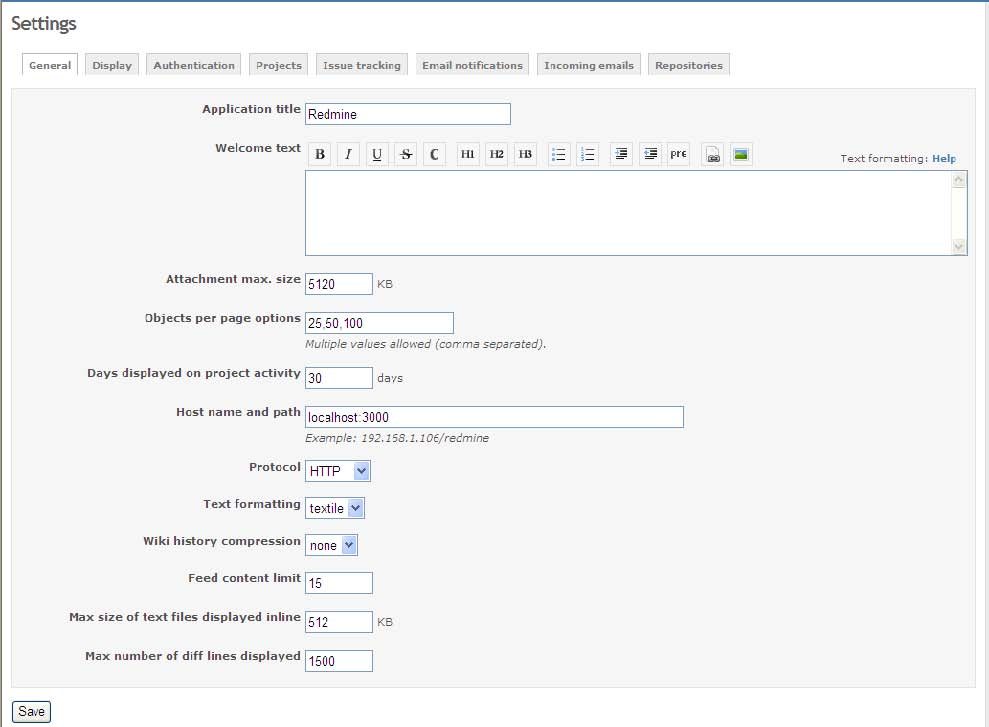 Settings
General Display Authentication Projects Issue tracking Email notifications Incoming emails Repositories
Application title Redmine
Welcome text B I U S C H1 H2 H3 pre
Text formatting: Help
Attachment max. size 5120 KB
Objects per page options 25,50,100
Multiple values allowed (comma separated).
Days displayed on project activity 30 days
Host name and path localhost:3000
Example: 192.158.1.106/redmine
Protocol HTTP
Text formatting textile
Wiki history compression none
Feed content limit 15
Max size of text files displayed inline 512 KB
Max number of diff lines displayed 1500
Save